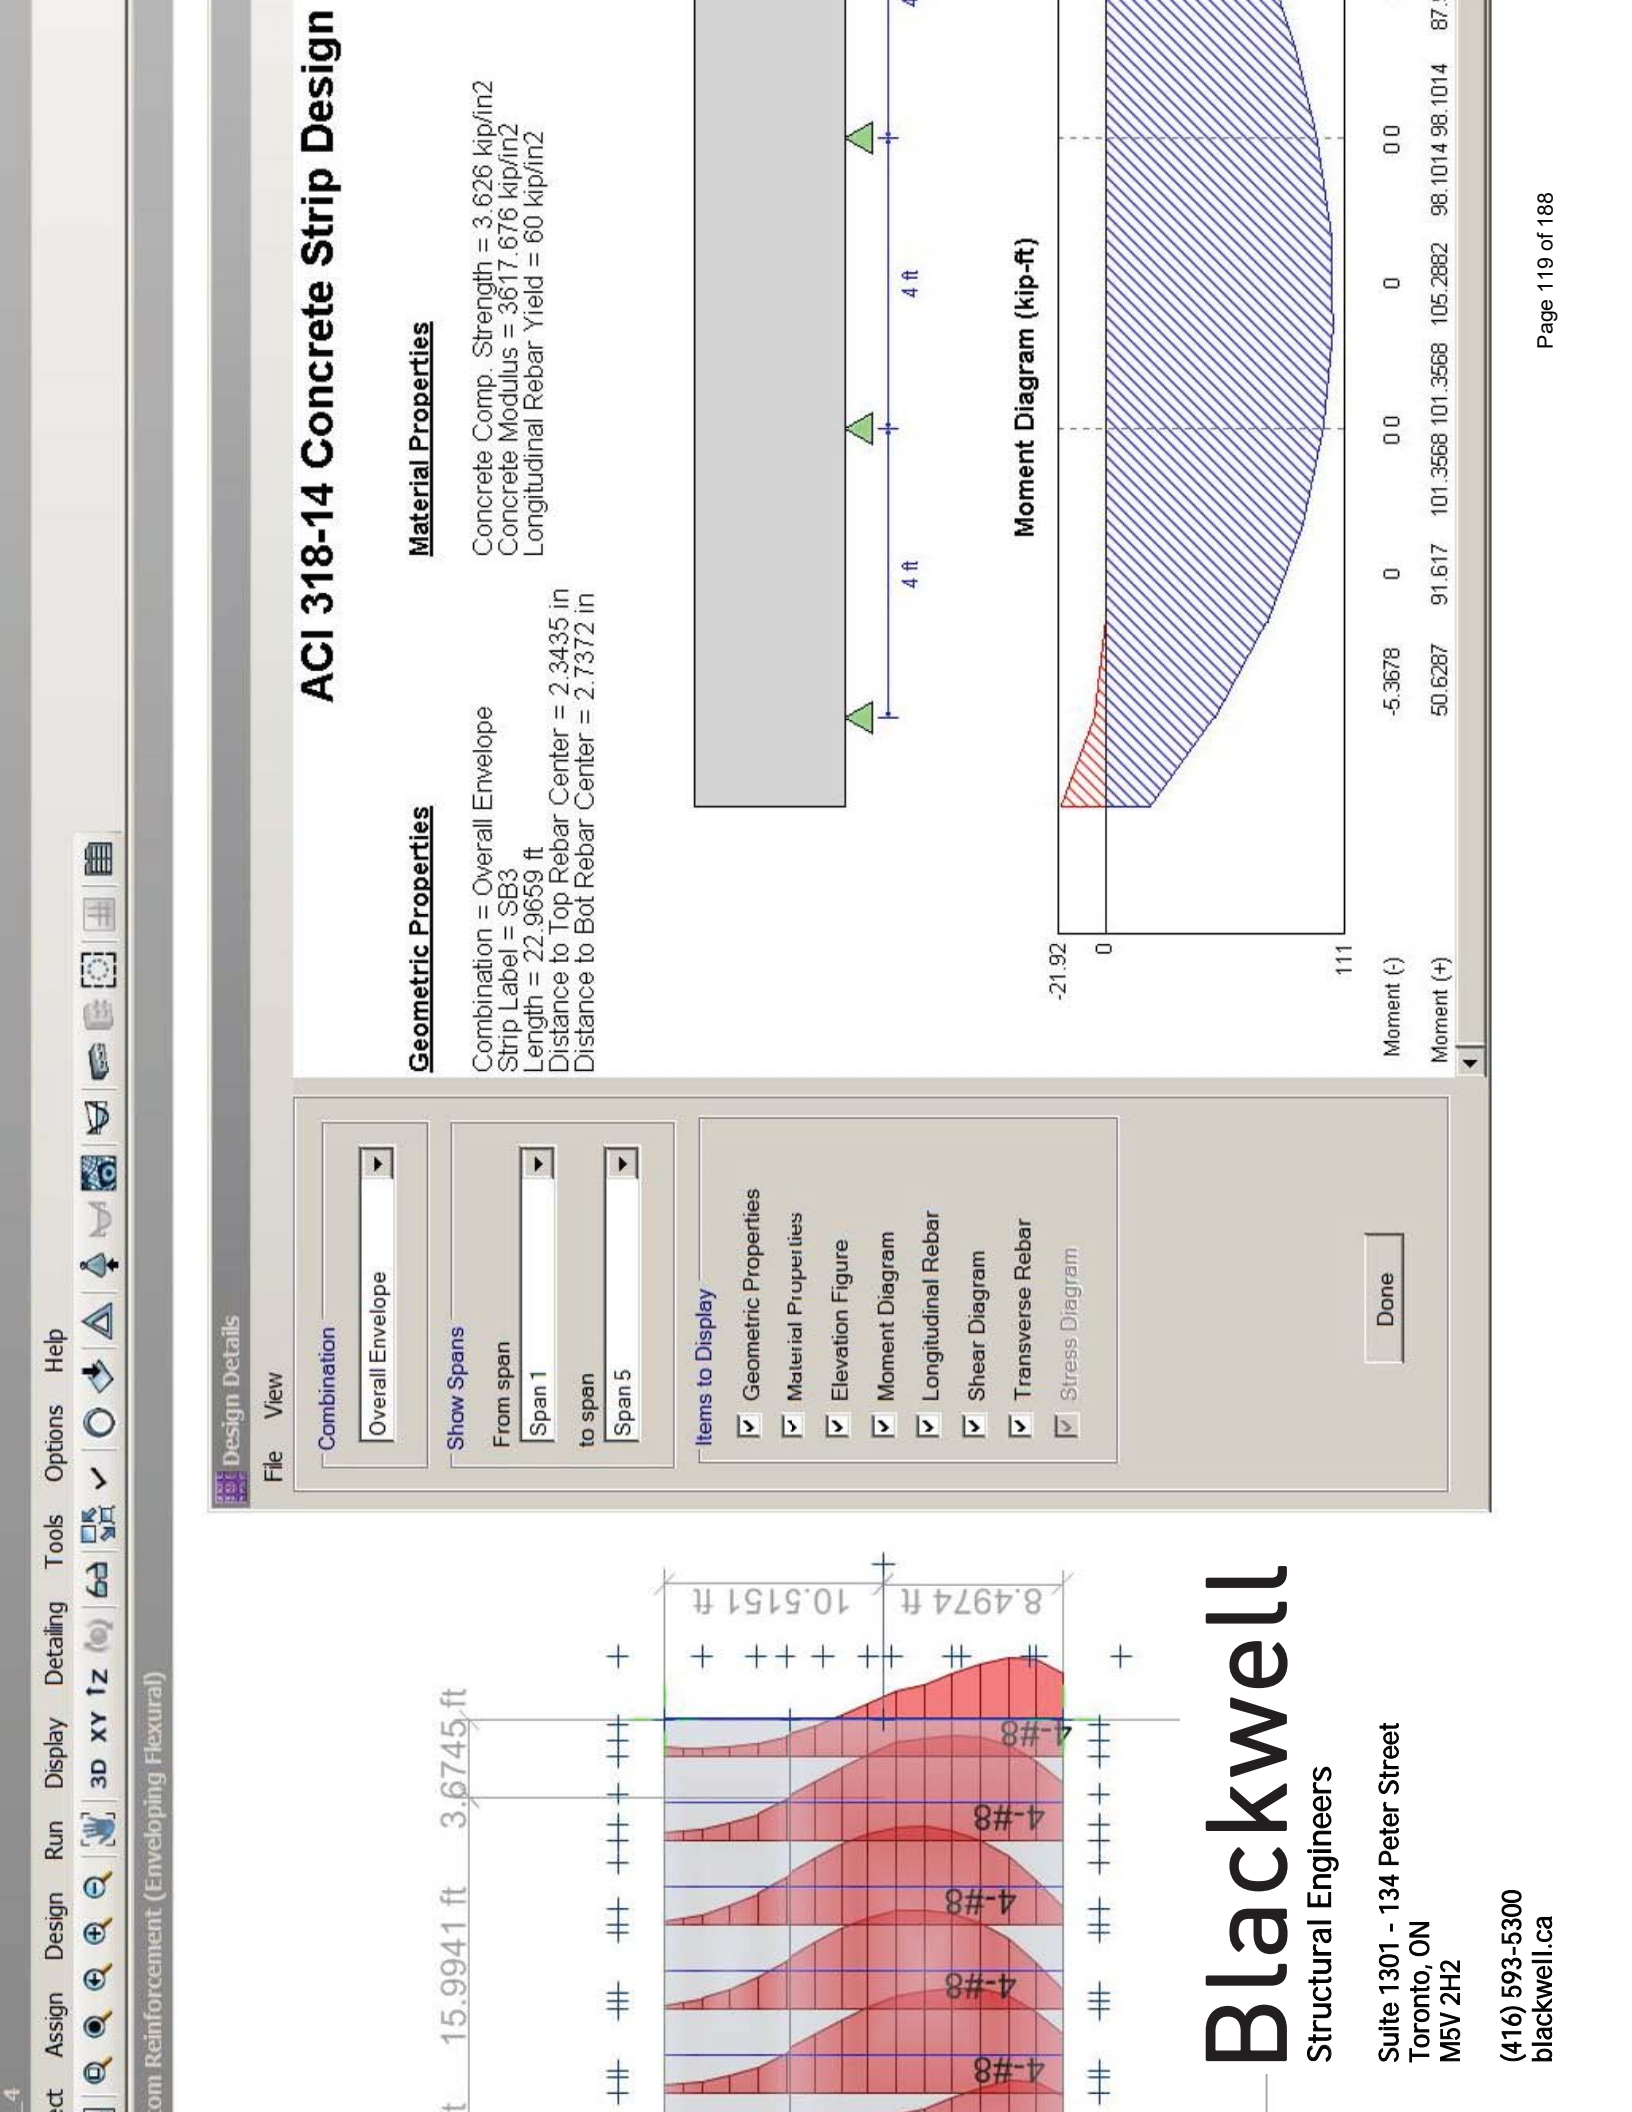 _4
ect Assign Design Run Display Detailing Tools Options Help
3D XY
om Reinforcement (Enveloping Flexural)
15.9941 ft
3.6745 ft
10.5151 ft
8.4974 ft
4-#8
4-#8
4-#8
4-#8
4-#8
Design Details
File View
Combination
Overall Envelope
Show Spans
From span
Span 1
to span
Span 5
Items to Display
Geometric Properties
Material Properties
Elevation Figure
Moment Diagram
Longitudinal Rebar
Shear Diagram
Transverse Rebar
Stress Diagram
Done
ACI 318-14 Concrete Strip Design
Geometric Properties
Combination = Overall Envelope
Strip Label = SB3
Length = 22.9659 ft
Distance to Top Rebar Center = 2.3435 in
Distance to Bot Rebar Center = 2.7372 in
Material Properties
Concrete Comp. Strength = 3.626 kip/in2
Concrete Modulus = 3617.676 kip/in2
Longitudinal Rebar Yield = 60 kip/in2
4 ft 4 ft
Moment Diagram (kip-ft)
-21.92
0
111
Moment (-) -5.3678 0 0 0 0 0 0
Moment (+) 50.6287 91.617 101.3568 101.3568 105.2882 98.1014 98.1014 87.
Blackwell
Structural Engineers
Suite 1301 - 134 Peter Street
Toronto, ON
M5V 2H2
(416) 593-5300
blackwell.ca
Page 119 of 188